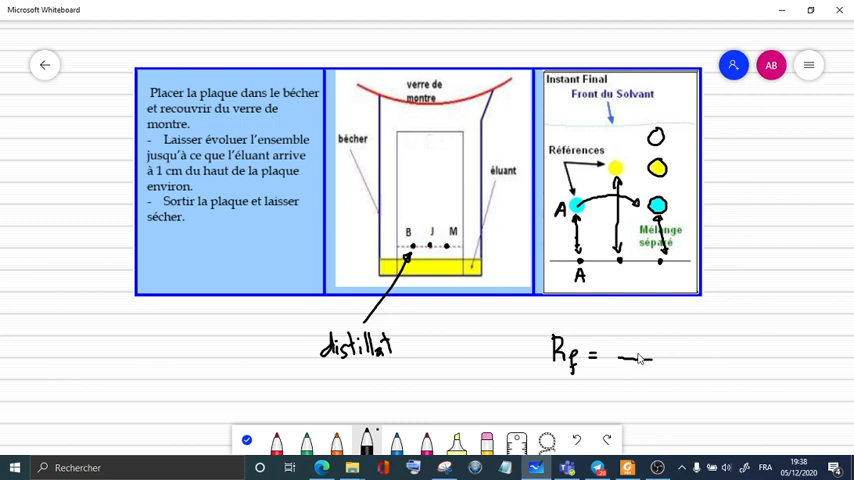 Microsoft Whiteboard
AB
Placer la plaque dans le bécher
et recouvrir du verre de
montre.
- Laisser évoluer l'ensemble
jusqu'à ce que l'éluant arrive
à 1 cm du haut de la plaque
environ.
- Sortir la plaque et laisser
sécher.
verre de
montre
bécher
éluant
B J M
Instant Final
Front du Solvant
Références
A
Mélange
séparé
A
distillat
Rf =
Rechercher
FRA
19:38
05/12/2020